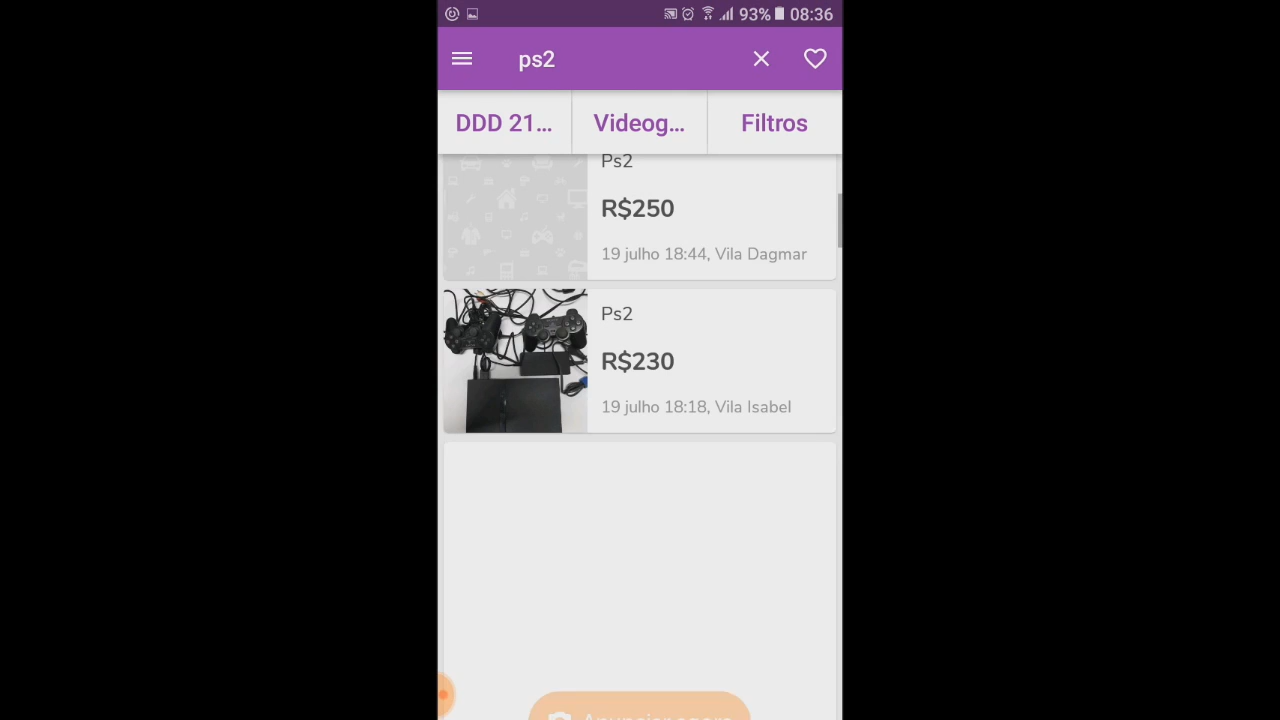 93% 08:36
ps2
DDD 21... Videog... Filtros
Ps2
R$250
19 julho 18:44, Vila Dagmar
Ps2
R$230
19 julho 18:18, Vila Isabel